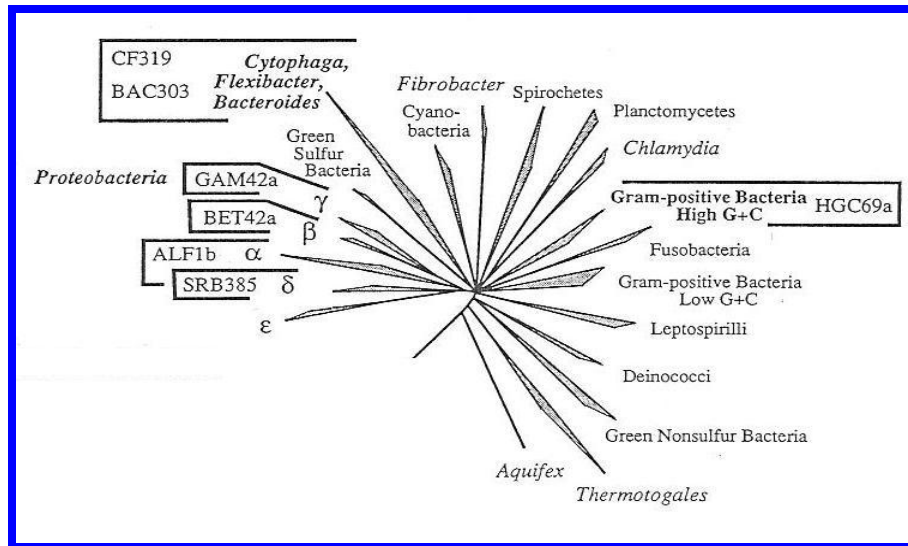 CF319
BAC303
Cytophaga,
Flexibacter,
Bacteroides
Fibrobacter
Cyano-
bacteria
Spirochetes
Planctomycetes
Chlamydia
Green
Sulfur
Bacteria
Proteobacteria
GAM42a
γ
BET42a
β
ALF1b α
SRB385 δ
ε
Gram-positive Bacteria
High G+C
HGC69a
Fusobacteria
Gram-positive Bacteria
Low G+C
Leptospirilli
Deinococci
Green Nonsulfur Bacteria
Aquifex
Thermotogales